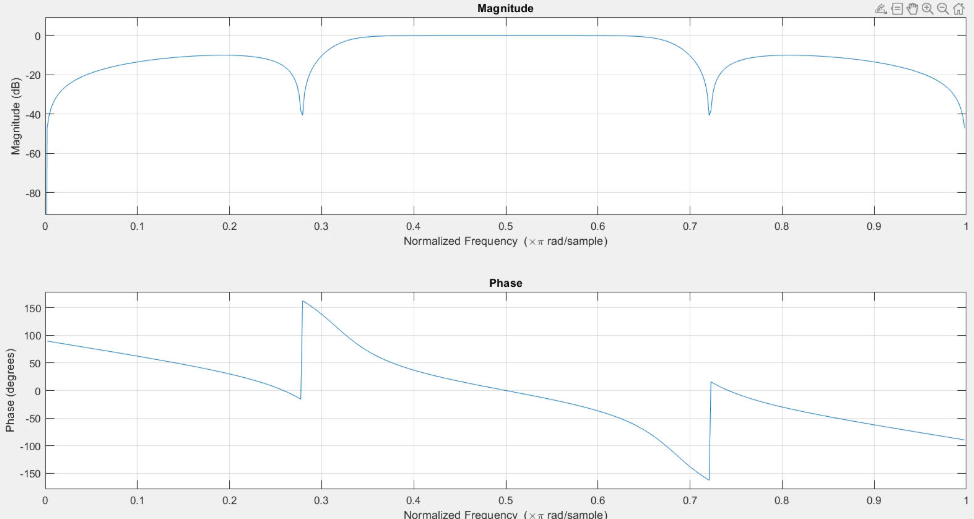 Magnitude
0
-20
-40
-60
-80
Magnitude (dB)
0 0.1 0.2 0.3 0.4 0.5 0.6 0.7 0.8 0.9 1
Normalized Frequency (×π rad/sample)
Phase
150
100
50
0
-50
-100
-150
Phase (degrees)
0 0.1 0.2 0.3 0.4 0.5 0.6 0.7 0.8 0.9 1
Normalized Frequency (×π rad/sample)